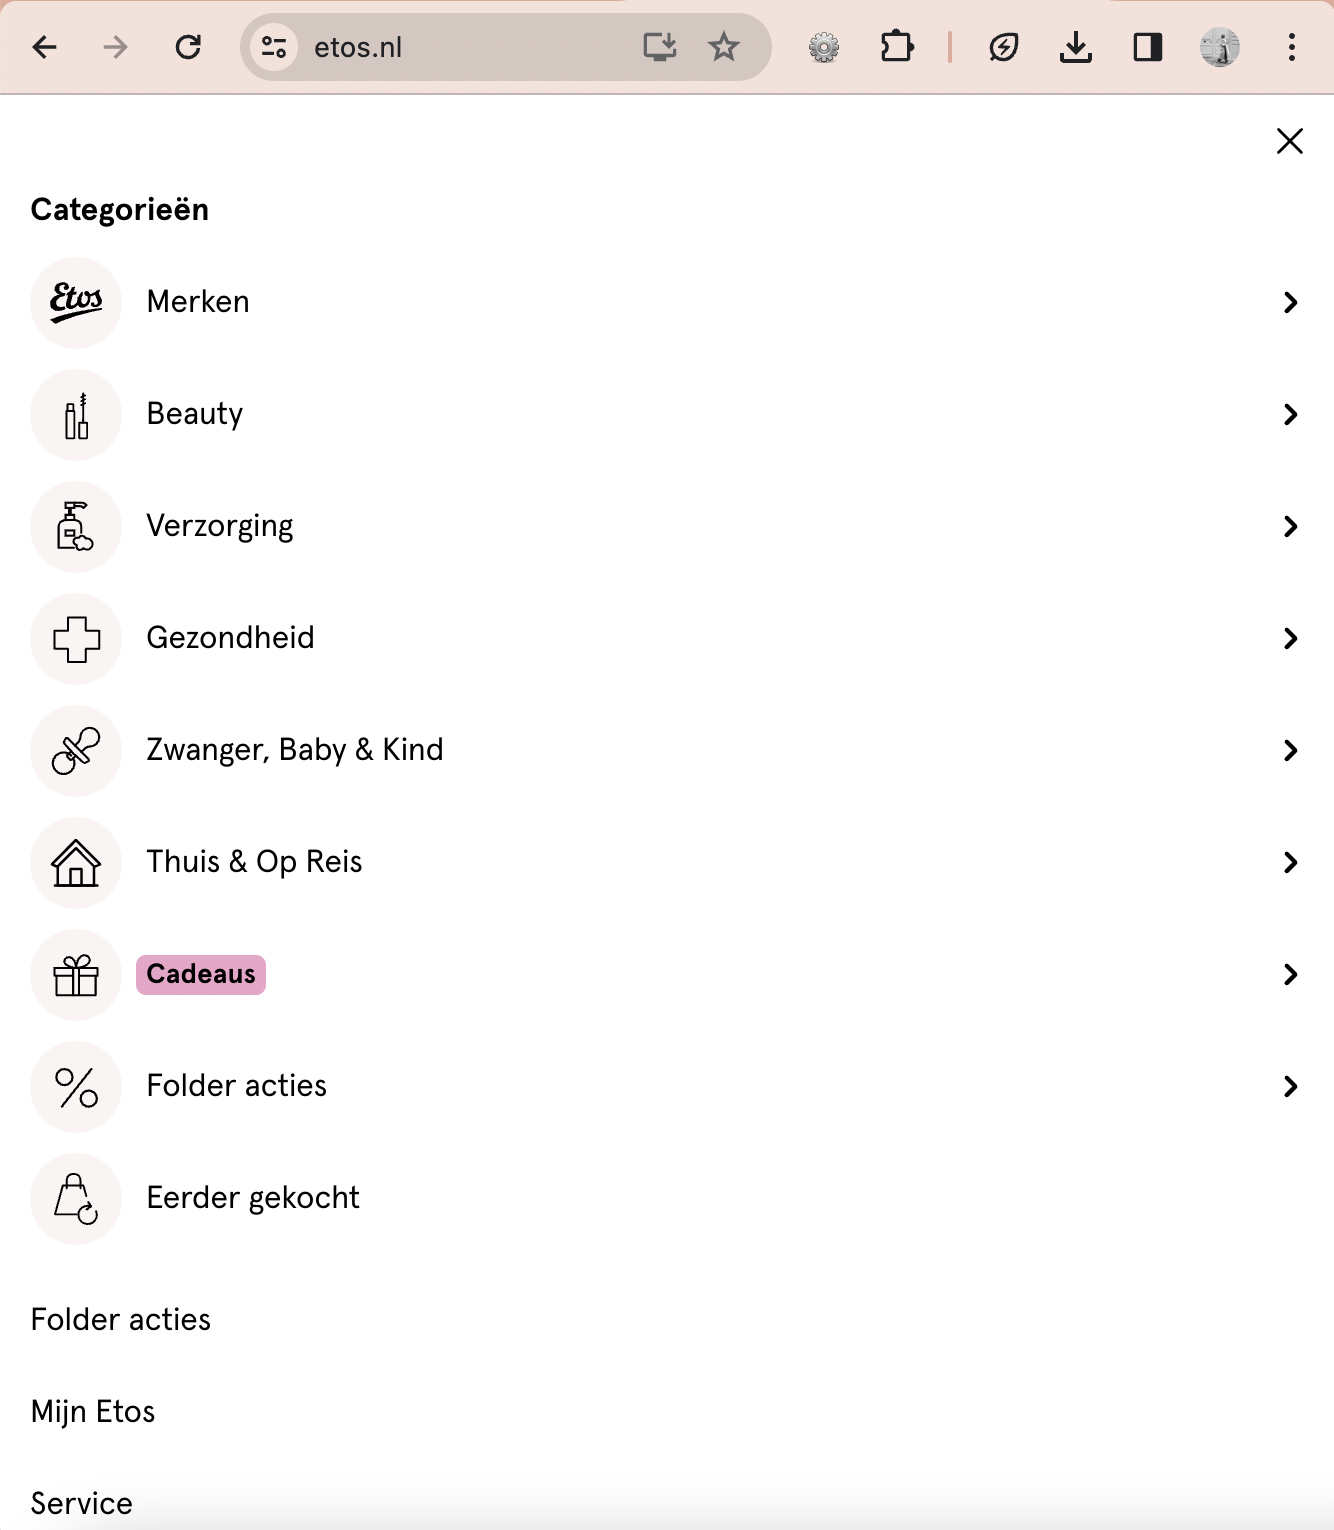 etos.nl
Categorieën
Etos
Merken
Beauty
Verzorging
Gezondheid
Zwanger, Baby & Kind
Thuis & Op Reis
Cadeaus
Folder acties
Eerder gekocht
Folder acties
Mijn Etos
Service